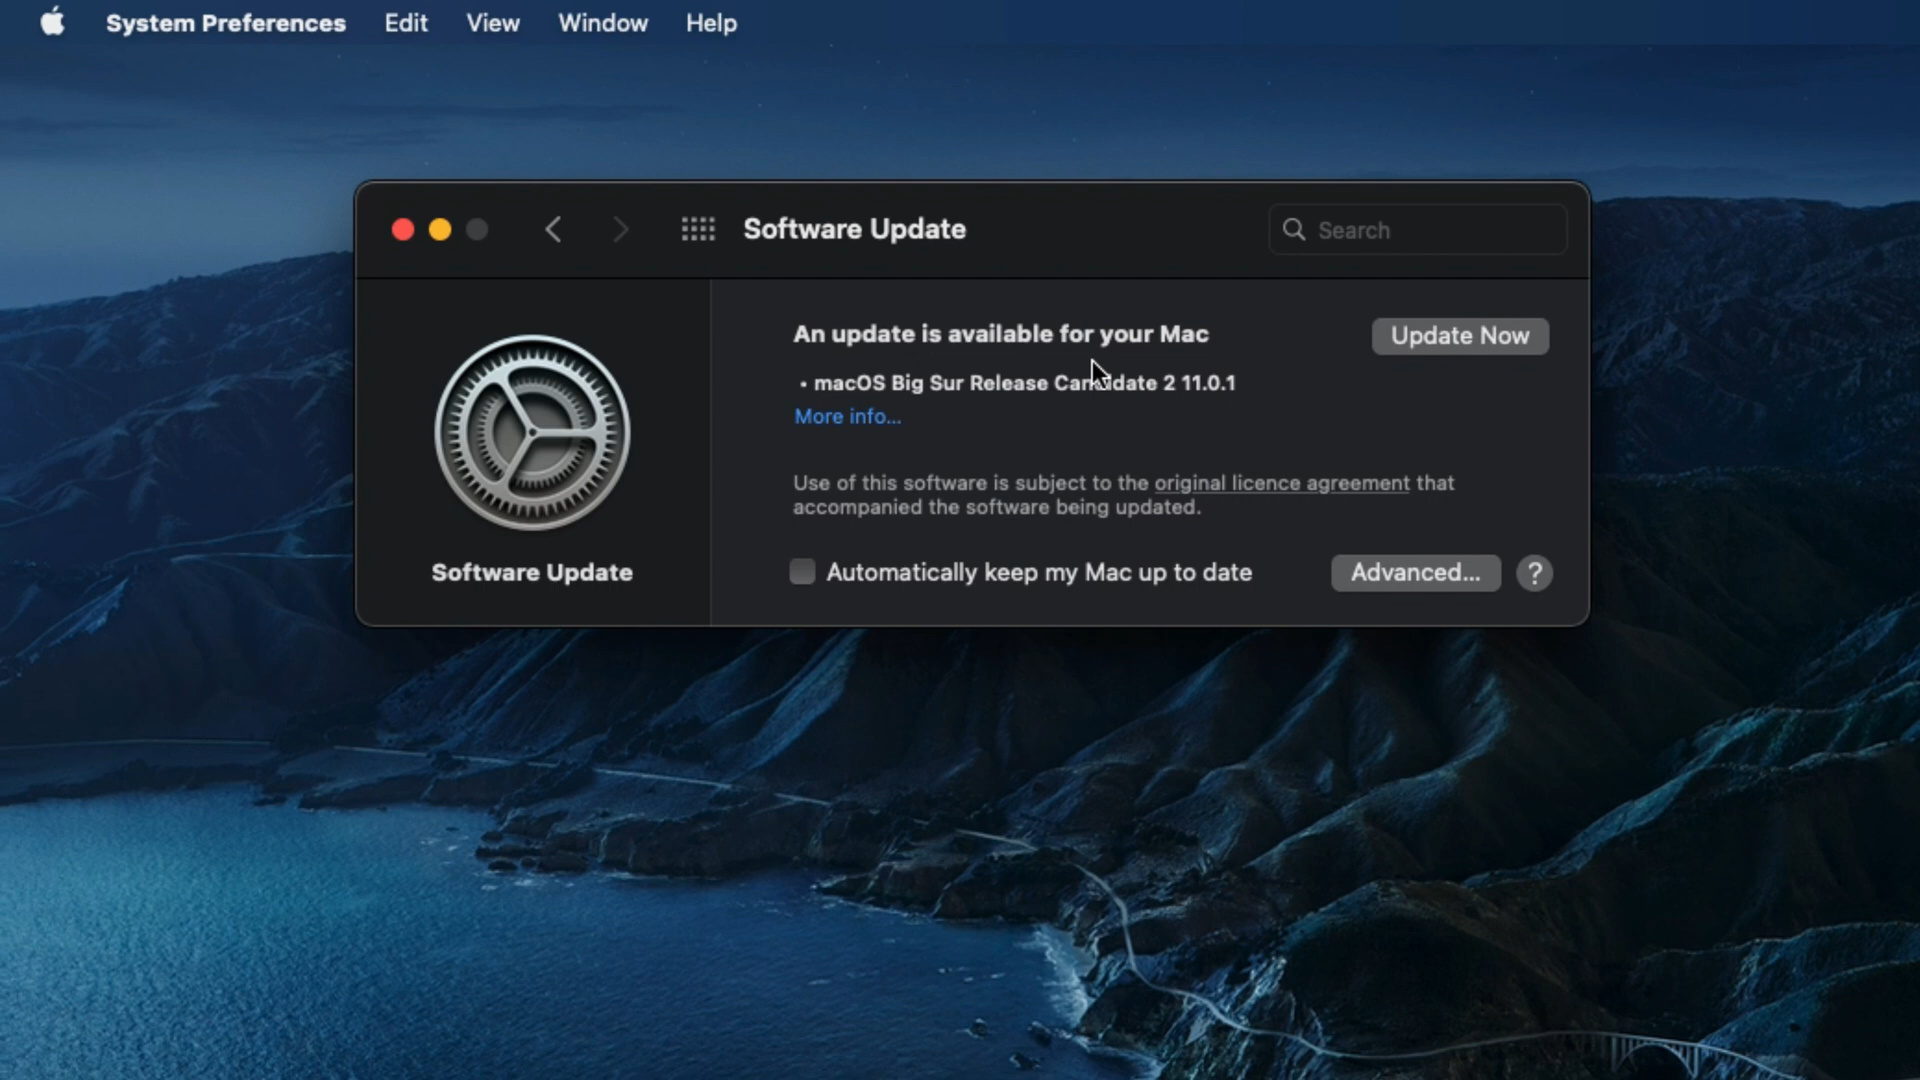 System Preferences Edit View Window Help
Software Update
Search
An update is available for your Mac
Update Now
• macOS Big Sur Release Candidate 2 11.0.1
More info...
Use of this software is subject to the original licence agreement that
accompanied the software being updated.
Software Update
Automatically keep my Mac up to date
Advanced...
?